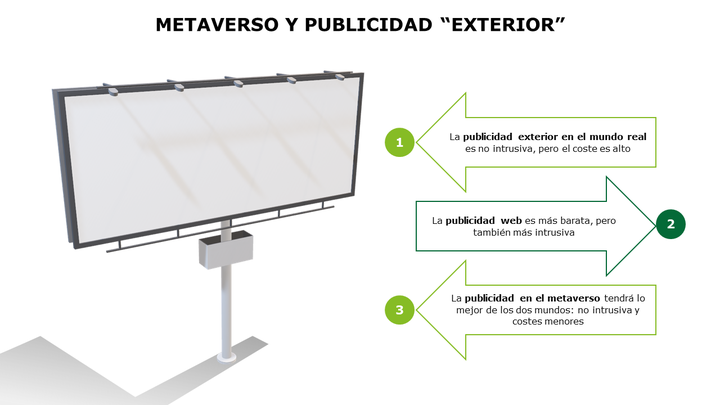 METAVERSO Y PUBLICIDAD “EXTERIOR”
1
La publicidad exterior en el mundo real
es no intrusiva, pero el coste es alto
La publicidad web es más barata, pero
también más intrusiva
2
3
La publicidad en el metaverso tendrá lo
mejor de los dos mundos: no intrusiva y
costes menores